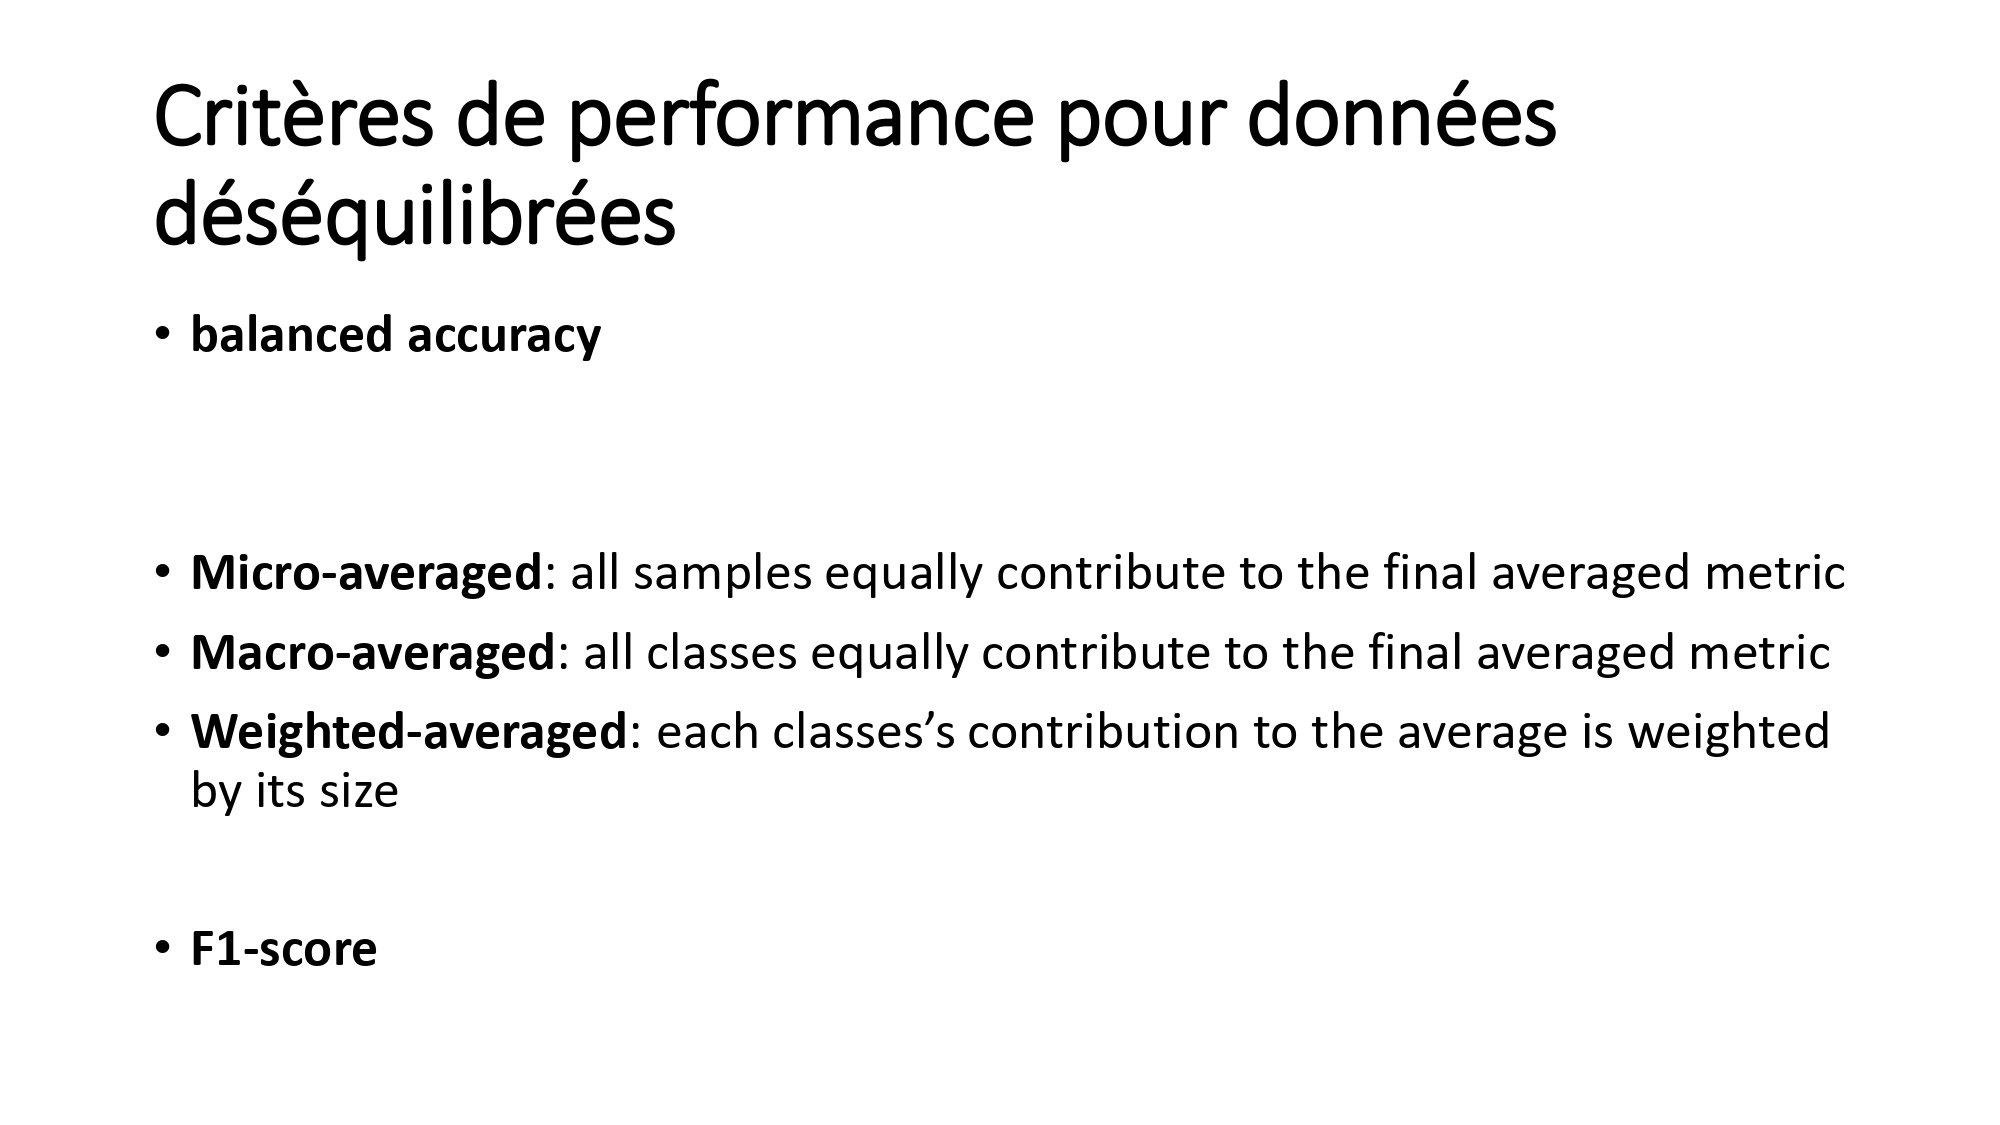 Critères de performance pour données
déséquilibrées
• balanced accuracy
• Micro-averaged: all samples equally contribute to the final averaged metric
• Macro-averaged: all classes equally contribute to the final averaged metric
• Weighted-averaged: each classes’s contribution to the average is weighted
by its size
• F1-score